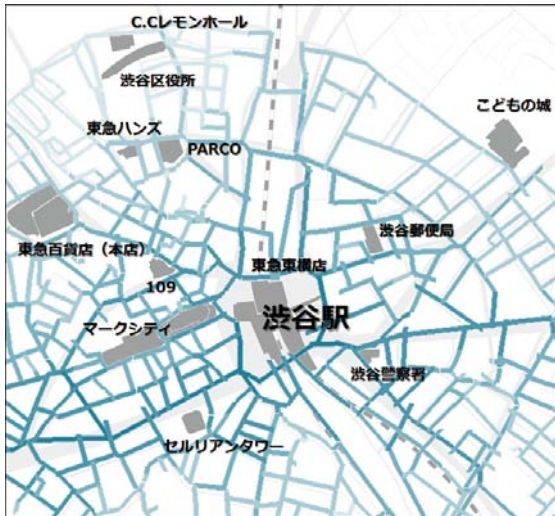 C.Cレモンホール
渋谷区役所
こどもの城
東急ハンズ
PARCO
渋谷郵便局
東急百貨店（本店）
東急東横店
109
渋谷駅
マークシティ
渋谷警察署
セルリアンタワー